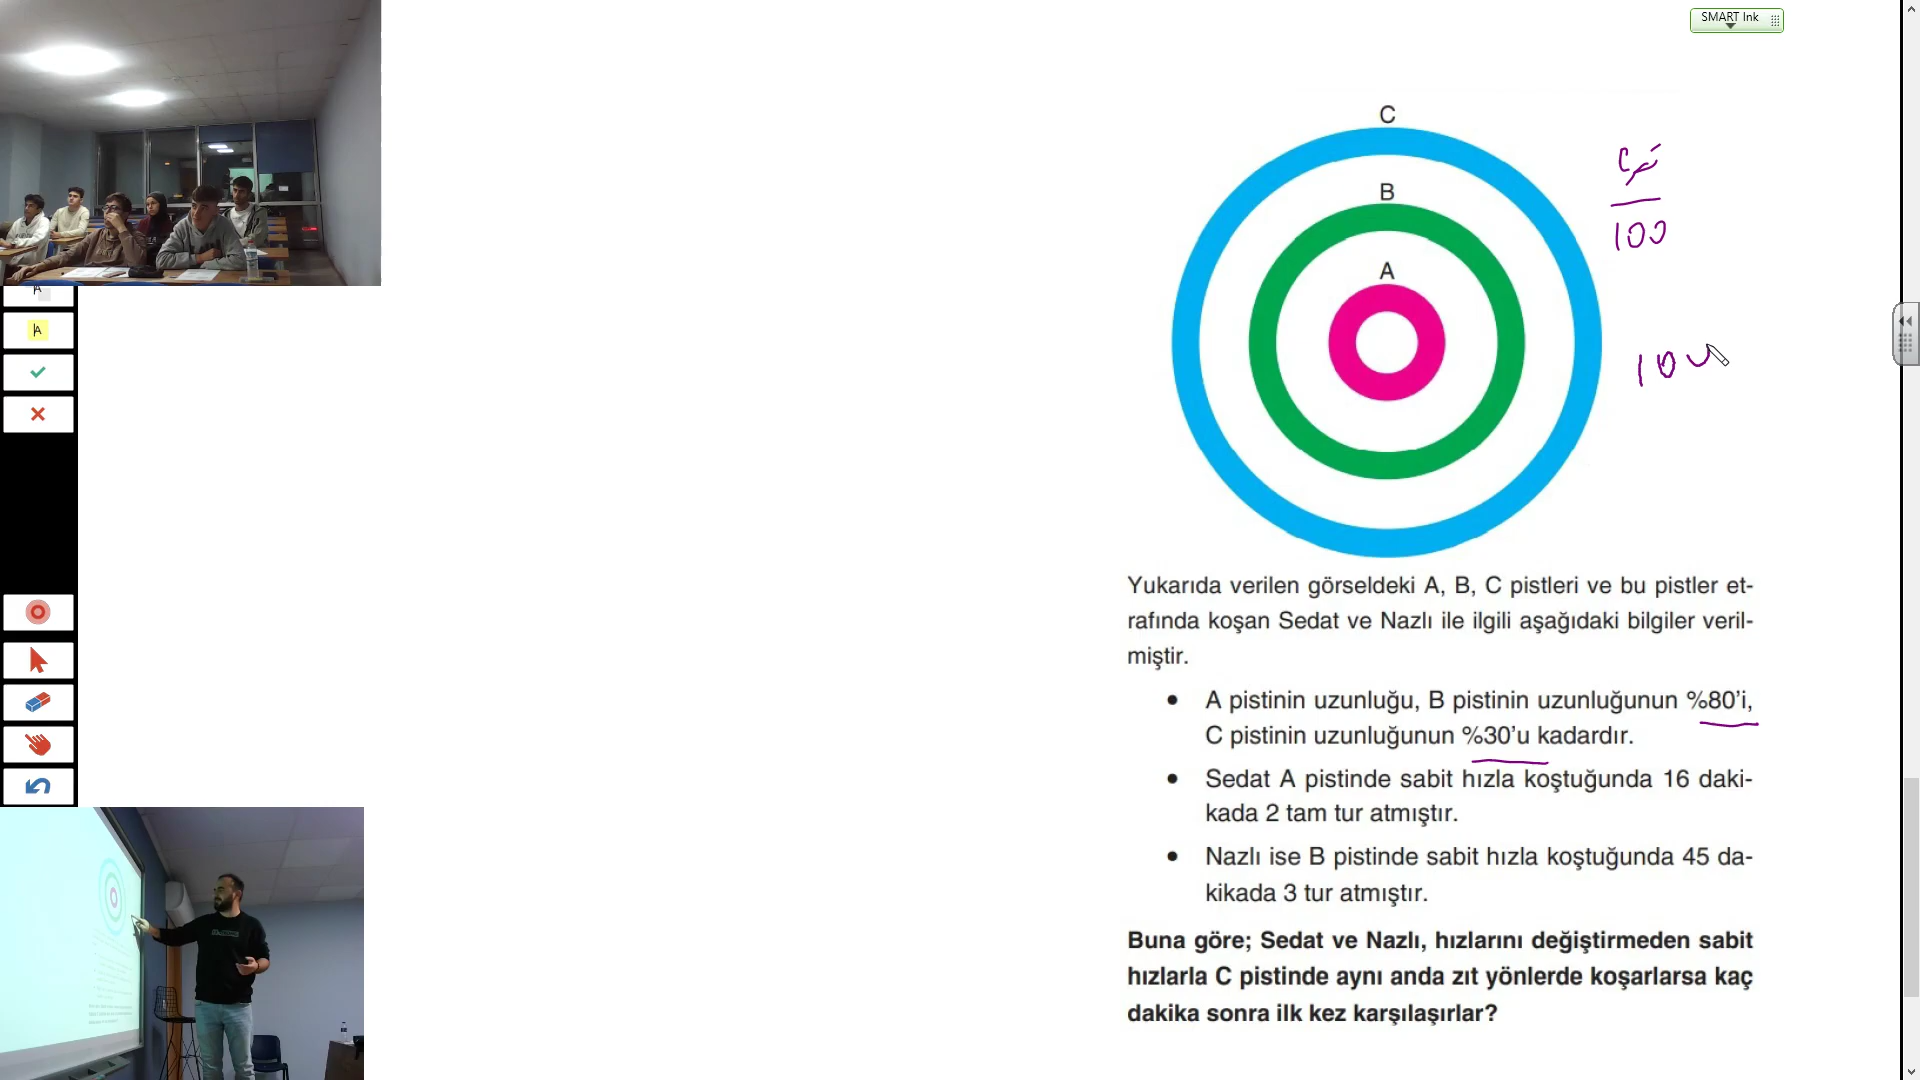 SMART Ink
C
B
A
100
A
A
Yukarıda verilen görseldeki A, B, C pistleri ve bu pistler et-
rafında koşan Sedat ve Nazlı ile ilgili aşağıdaki bilgiler veril-
miştir.
• A pistinin uzunluğu, B pistinin uzunluğunun %80'i,
C pistinin uzunluğunun %30'u kadardır.
• Sedat A pistinde sabit hızla koştuğunda 16 daki-
kada 2 tam tur atmıştır.
• Nazlı ise B pistinde sabit hızla koştuğunda 45 da-
kikada 3 tur atmıştır.
Buna göre; Sedat ve Nazlı, hızlarını değiştirmeden sabit
hızlarla C pistinde aynı anda zıt yönlerde koşarlarsa kaç
dakika sonra ilk kez karşılaşırlar?